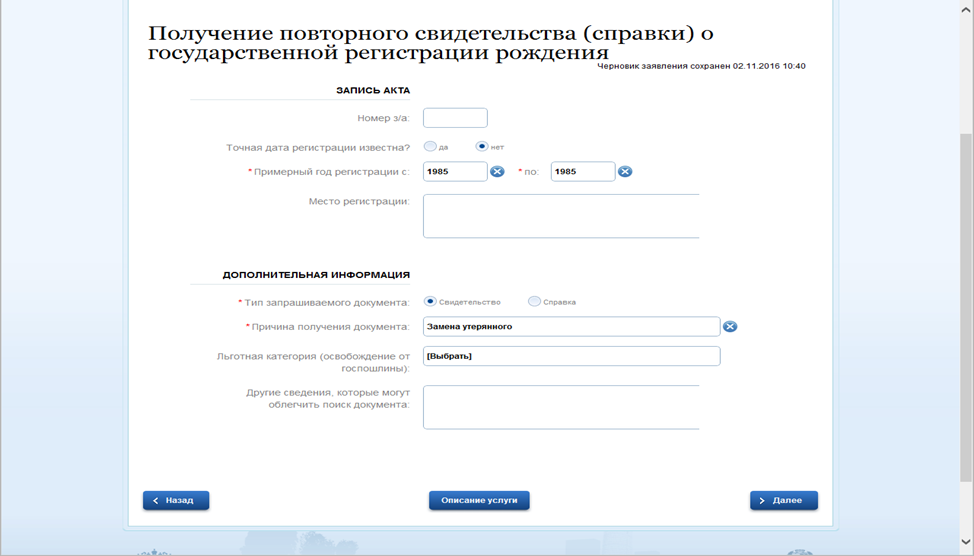 Получение повторного свидетельства (справки) о
государственной регистрации рождения
Черновик заявления сохранен 02.11.2016 10:40
ЗАПИСЬ АКТА
Номер з/а:
Точная дата регистрации известна? да нет
* Примерный год регистрации с: 1985 * по: 1985
Место регистрации:
ДОПОЛНИТЕЛЬНАЯ ИНФОРМАЦИЯ
* Тип запрашиваемого документа: Свидетельство Справка
* Причина получения документа: Замена утерянного
Льготная категория (освобождение от
госпошлины): [Выбрать]
Другие сведения, которые могут
облегчить поиск документа:
Назад Описание услуги Далее